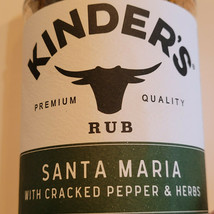 KINDER'S®
PREMIUM QUALITY
RUB
SANTA MARIA
WITH CRACKED PEPPER & HERBS